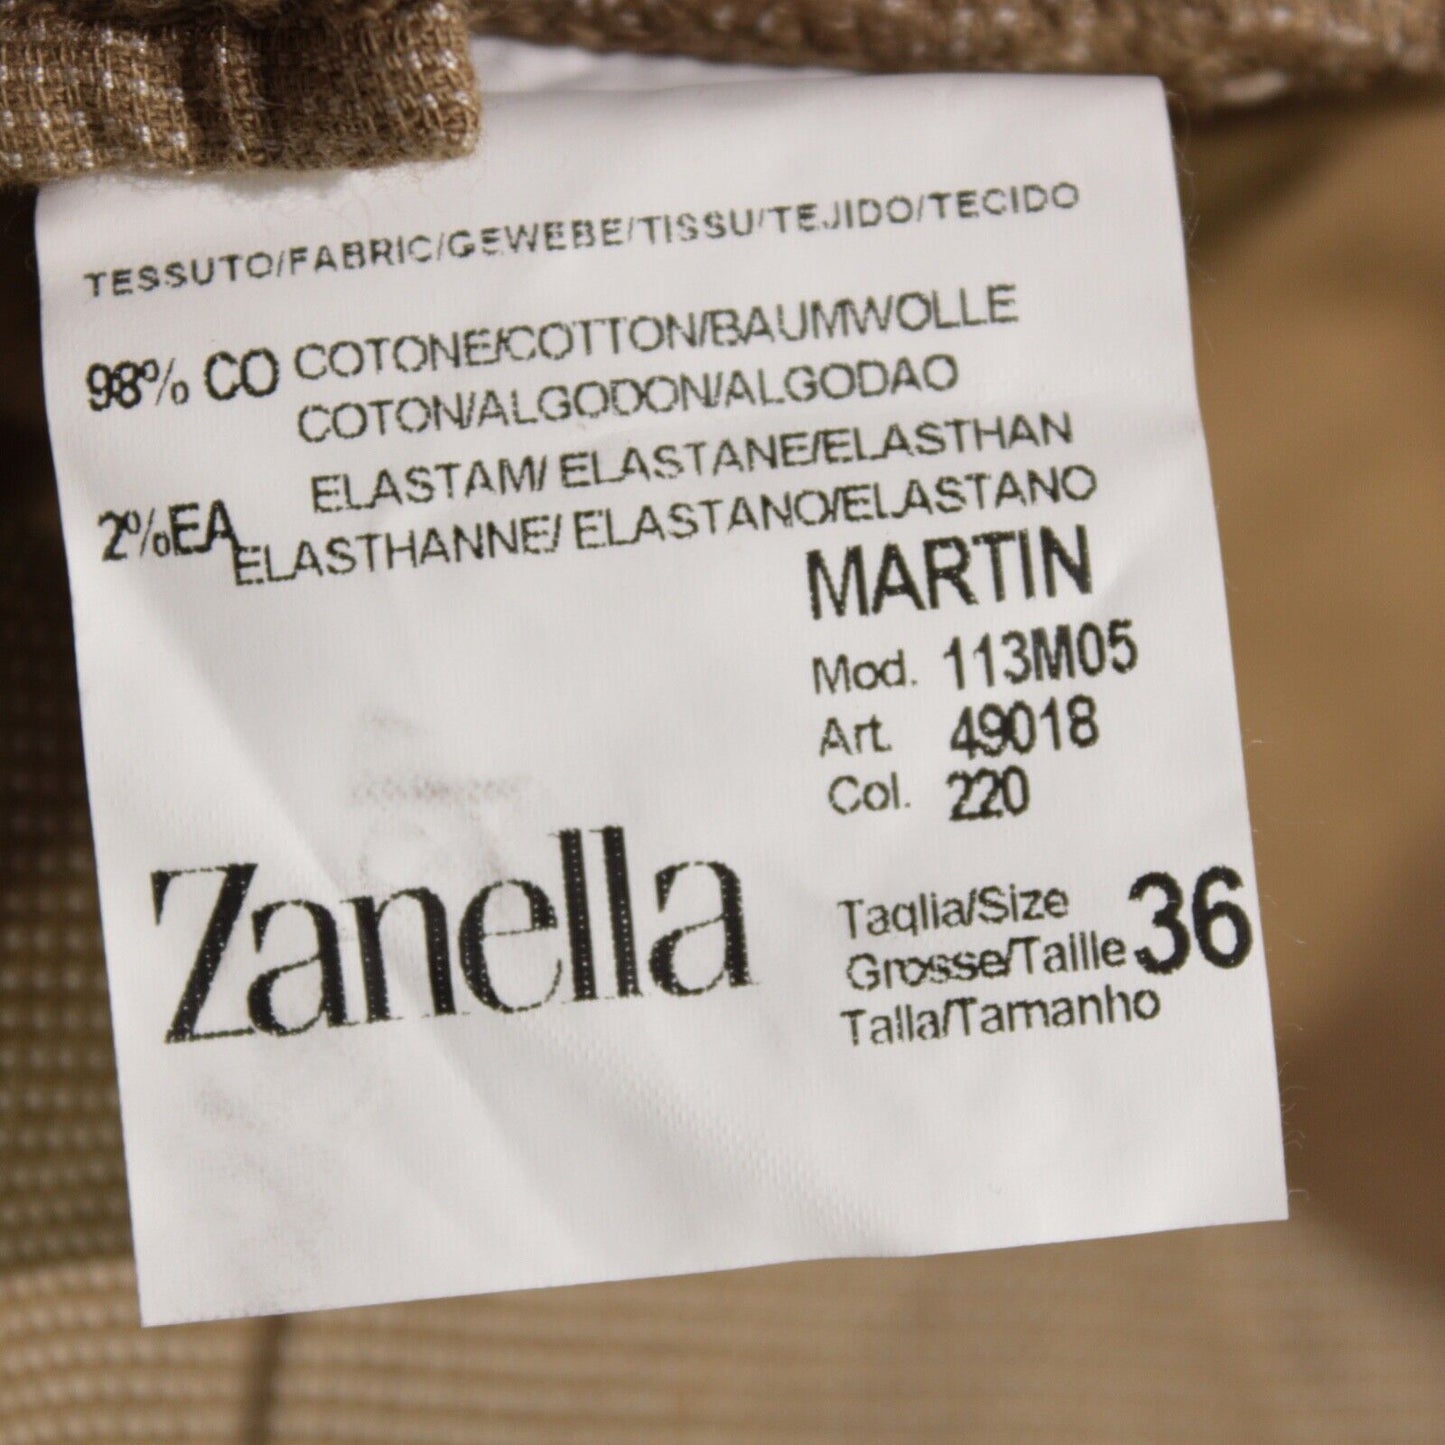 TESSUTO/FABRIC/GEWEBE/TISSU/TEJIDO/TECIDO
98% CO COTONE/COTTON/BAUMWOLLE
COTON/ALGODON/ALGODAO
ELASTAM/ ELASTANE/ELASTHAN
2%EA ELASTHANNE/ ELASTANO/ELASTANO
MARTIN
Mod. 113M05
Art. 49018
Col. 220
Zanella
Taglia/Size
Grosse/Taille 36
Talla/Tamanho